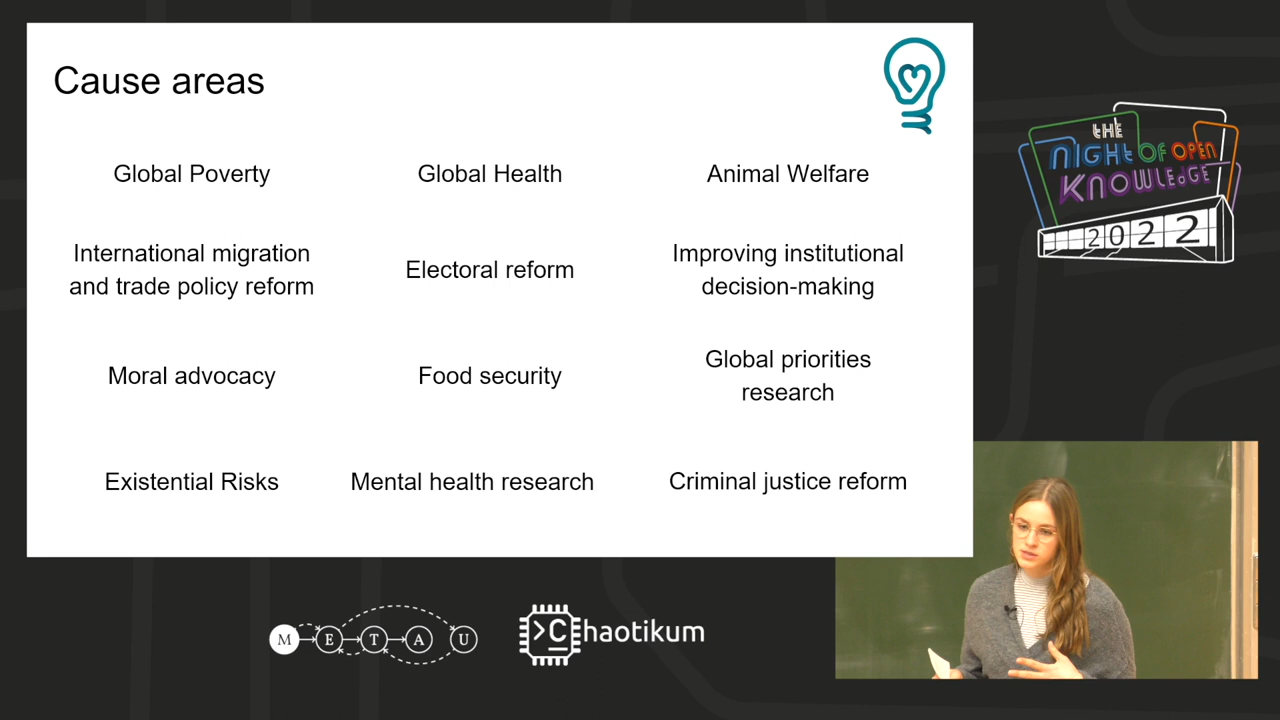 Cause areas
Global Poverty
Global Health
Animal Welfare
International migration
and trade policy reform
Electoral reform
Improving institutional
decision-making
Moral advocacy
Food security
Global priorities
research
Existential Risks
Mental health research
Criminal justice reform
THE
NIGHT OF OPEN
KNOWLEDGE
2022
M E T A U
>C_haotikum